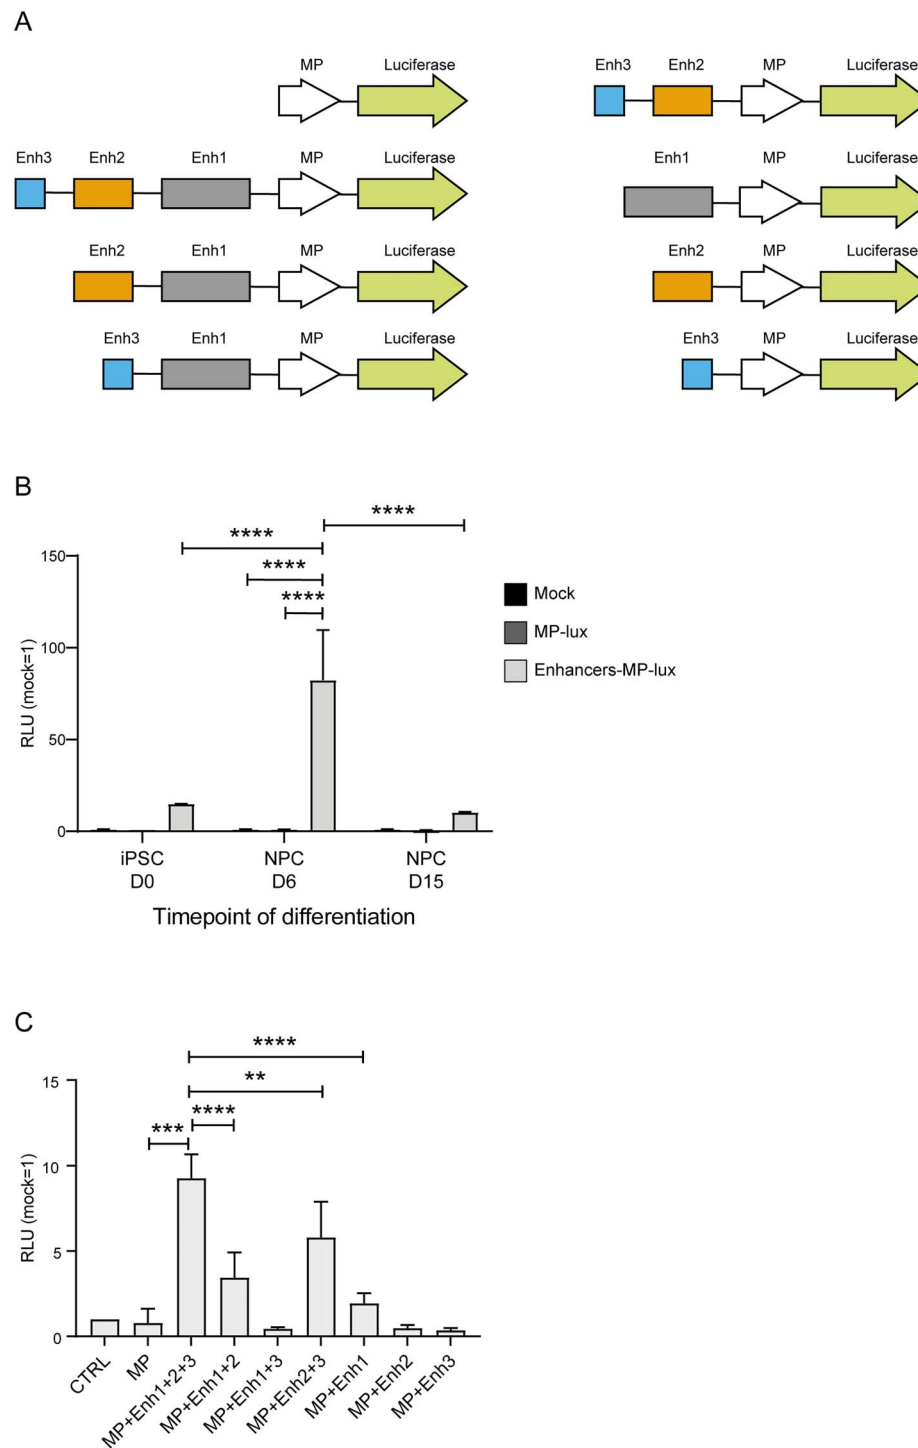 A
MP Luciferase
Enh3 Enh2 MP Luciferase
Enh3 Enh2 Enh1 MP Luciferase
Enh1 MP Luciferase
Enh2 Enh1 MP Luciferase
Enh2 MP Luciferase
Enh3 Enh1 MP Luciferase
Enh3 MP Luciferase
B
****
****
****
****
150
100
50
0
RLU (mock=1)
iPSC
D0
NPC
D6
NPC
D15
Timepoint of differentiation
Mock
MP-lux
Enhancers-MP-lux
C
****
**
****
***
15
10
5
0
RLU (mock=1)
CTRL
MP
MP+Enh1+2+3
MP+Enh1+2
MP+Enh1+3
MP+Enh2+3
MP+Enh1
MP+Enh2
MP+Enh3